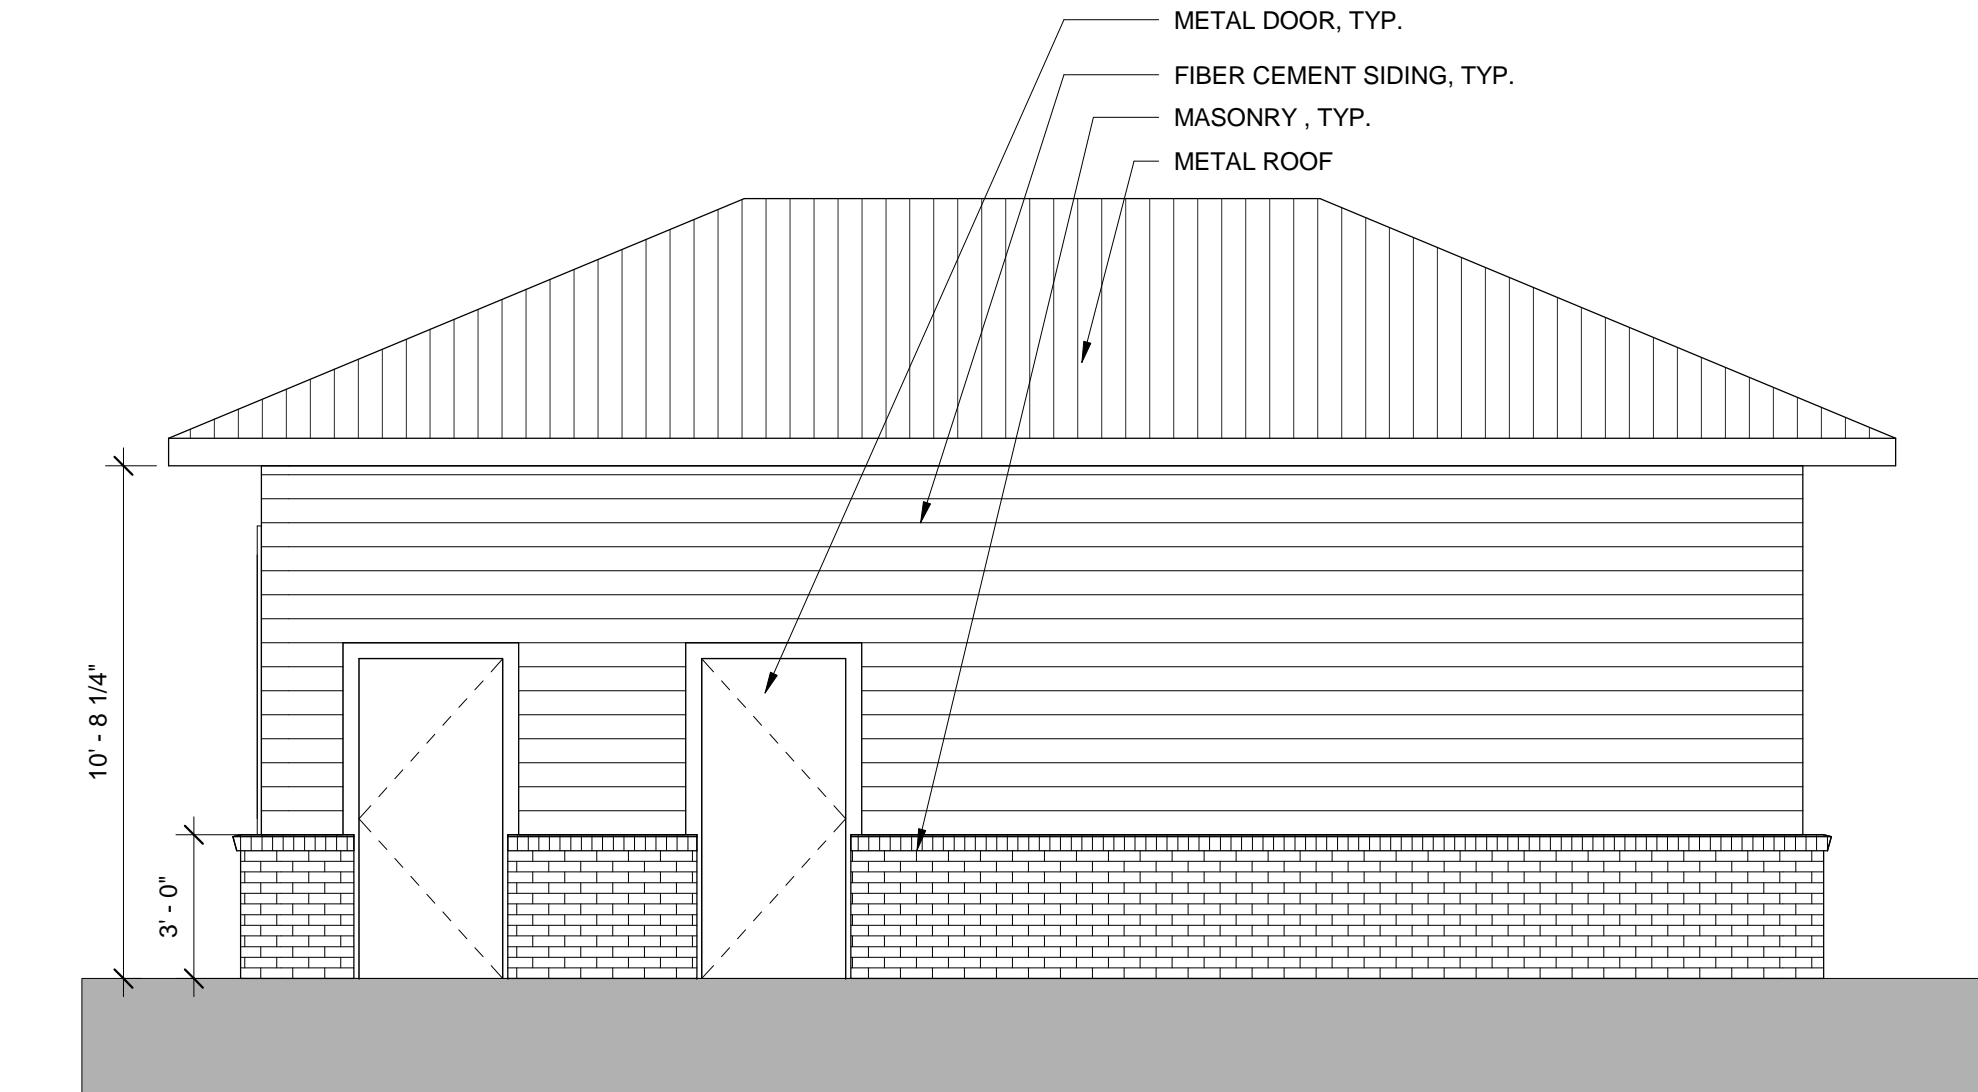 METAL DOOR, TYP.
FIBER CEMENT SIDING, TYP.
MASONRY , TYP.
METAL ROOF
10' - 8 1/4"
3' - 0"